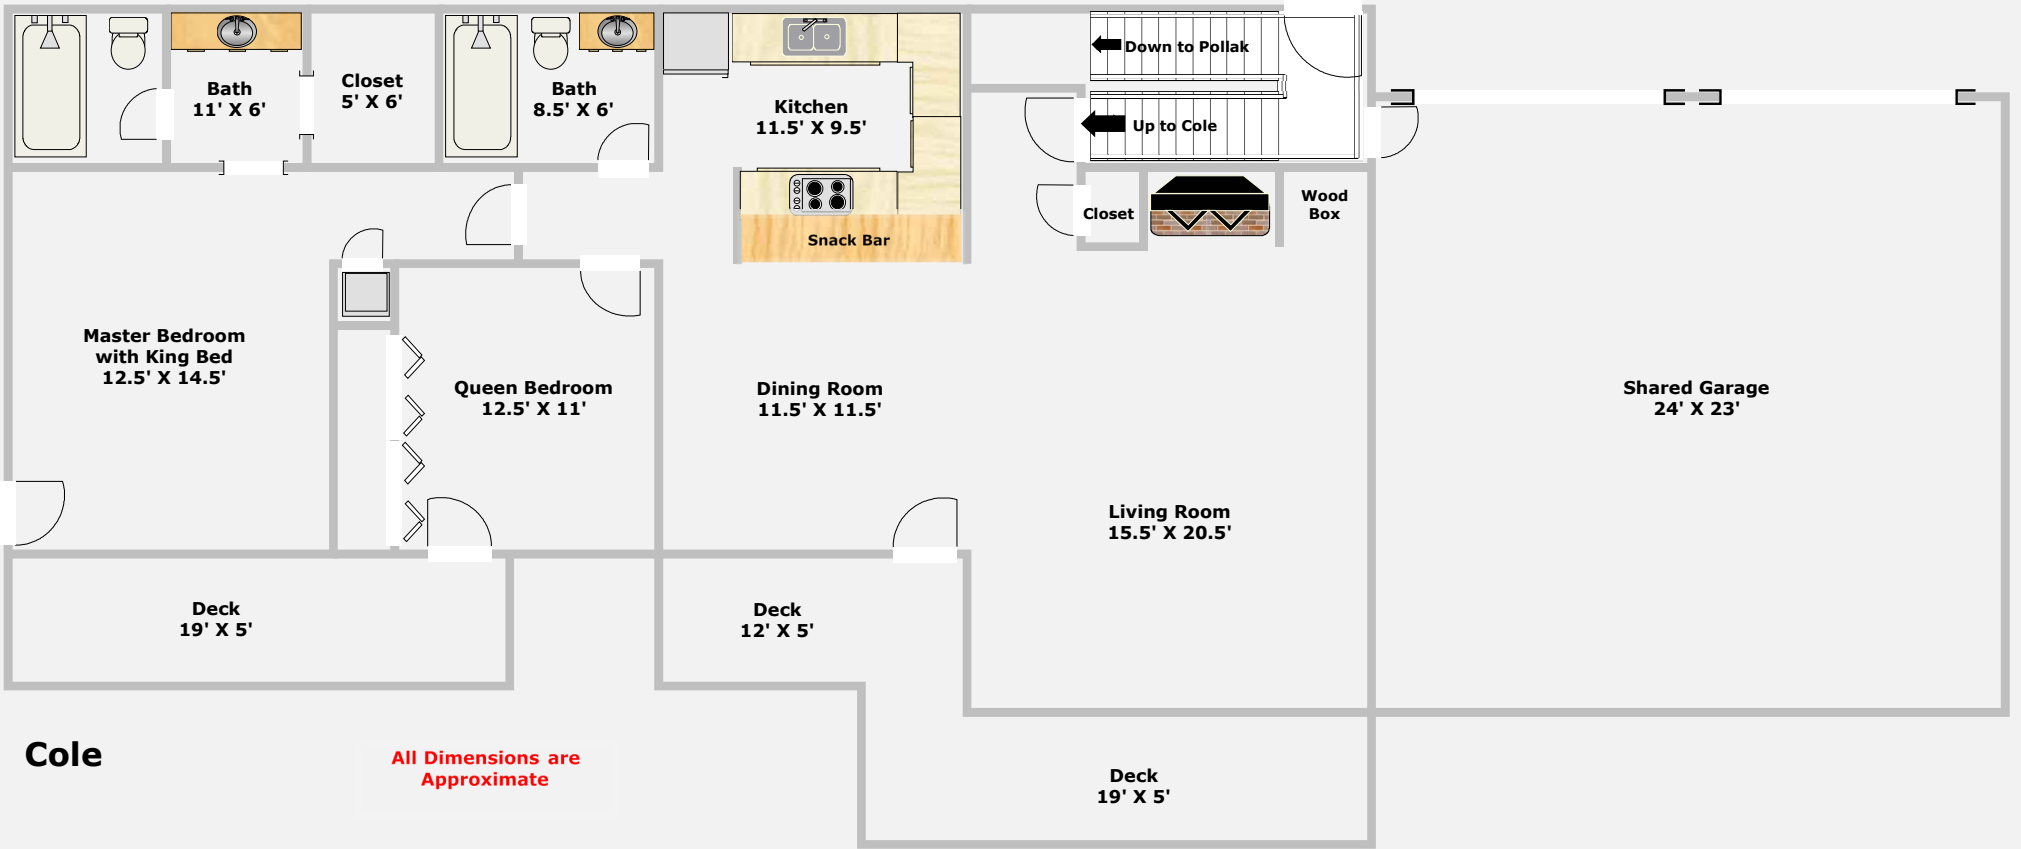 Down to Pollak
Bath
11' X 6'
Closet
5' X 6'
Bath
8.5' X 6'
Kitchen
11.5' X 9.5'
Up to Cole
Closet
Wood
Box
Snack Bar
Master Bedroom
with King Bed
12.5' X 14.5'
Queen Bedroom
12.5' X 11'
Dining Room
11.5' X 11.5'
Shared Garage
24' X 23'
Living Room
15.5' X 20.5'
Deck
19' X 5'
Deck
12' X 5'
Cole
All Dimensions are
Approximate
Deck
19' X 5'